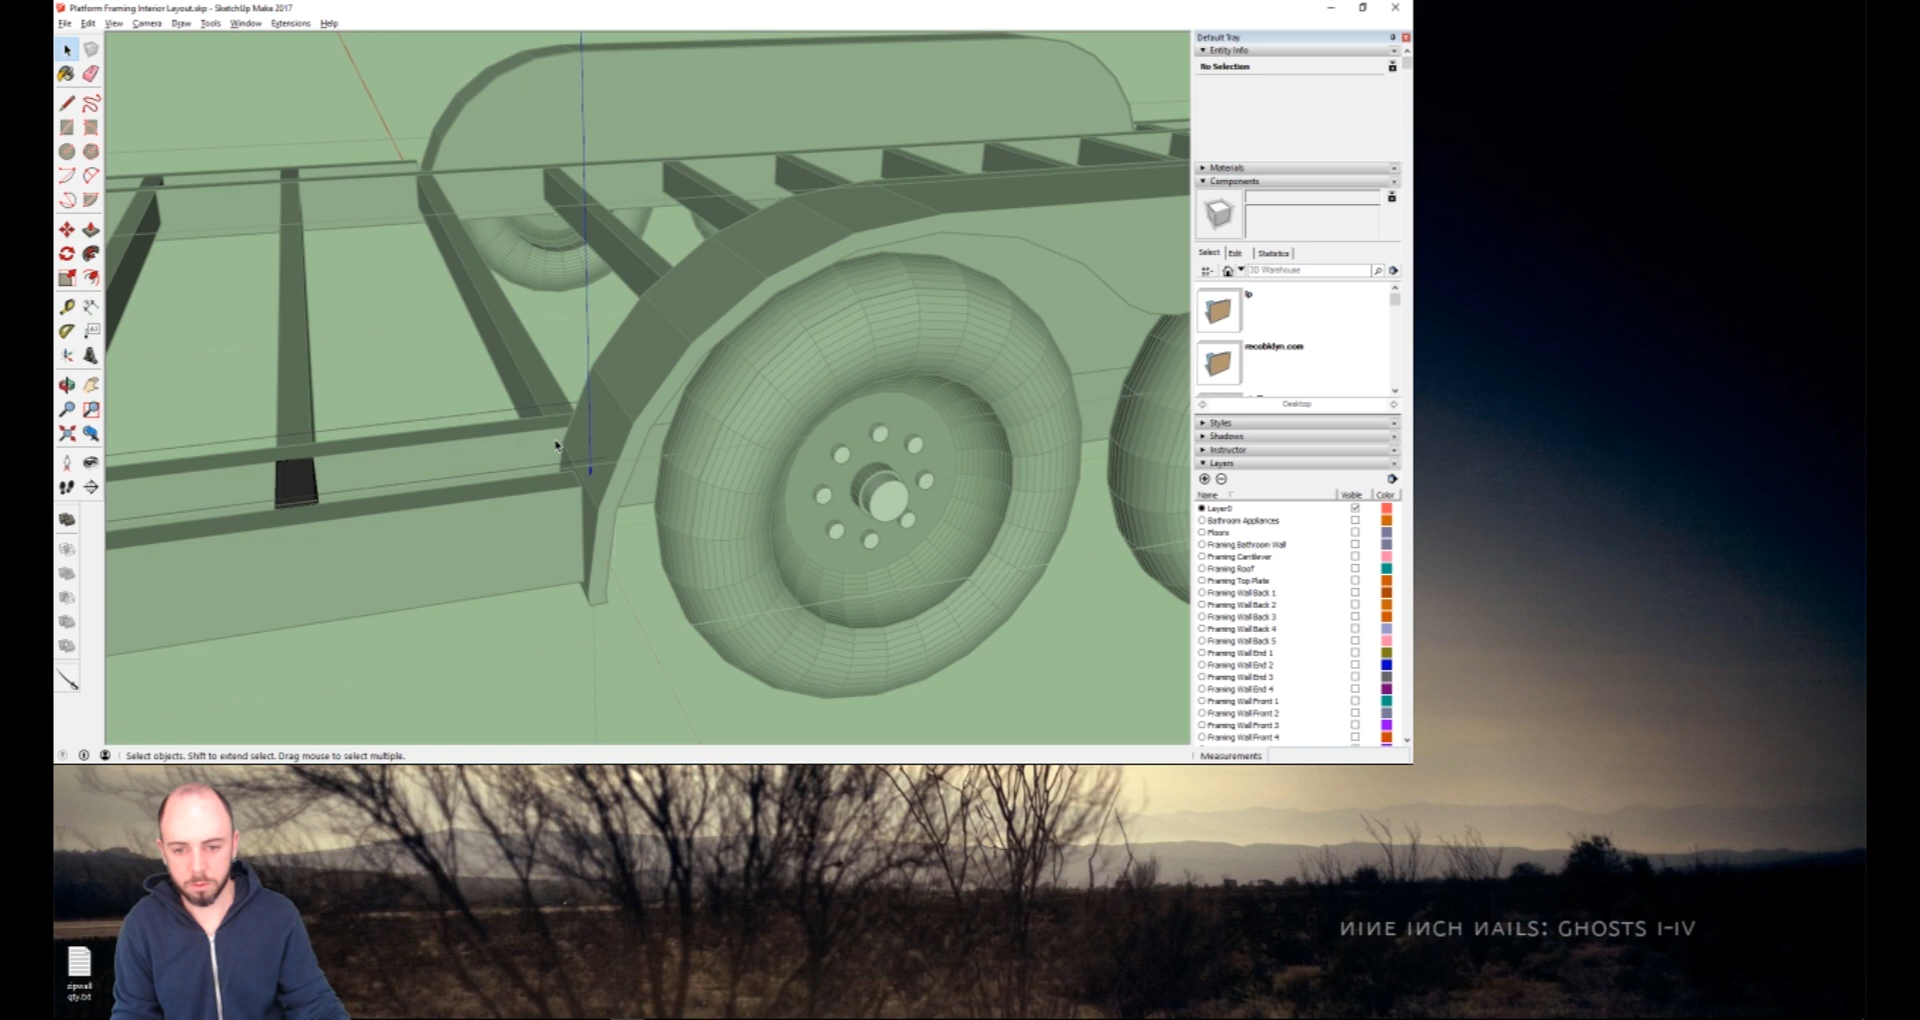 Platform Framing Interior Layout.skp - SketchUp Make 2017
File Edit View Camera Draw Tools Window Extensions Help
Default Tray
Entity Info
No Selection
Materials
Components
Select Edit Statistics
3D Warehouse
recobklyn.com
Desktop
Styles
Shadows
Instructor
Layers
Name Visible Color
Layer0
Bathroom Appliances
Floors
Framing Bathroom Wall
Framing Cantilever
Framing Roof
Framing Top Plate
Framing Wall Back 1
Framing Wall Back 2
Framing Wall Back 3
Framing Wall Back 4
Framing Wall Back 5
Framing Wall End 1
Framing Wall End 2
Framing Wall End 3
Framing Wall End 4
Framing Wall Front 1
Framing Wall Front 2
Framing Wall Front 3
Framing Wall Front 4
Select objects. Shift to extend select. Drag mouse to select multiple.
Measurements
NINE INCH NAILS: GHOSTS I-IV
zipwall
qty.txt